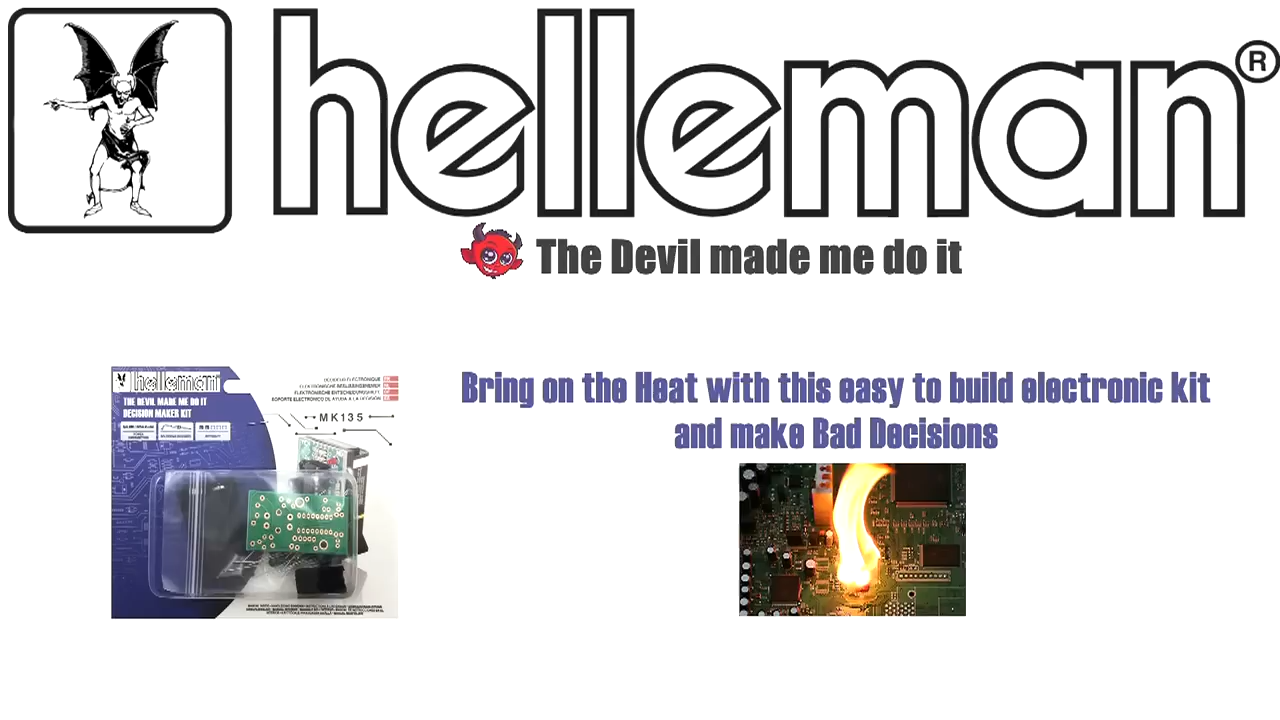 helleman®
The Devil made me do it
Bring on the Heat with this easy to build electronic kit
and make Bad Decisions
helleman
THE DEVIL MADE ME DO IT
DECISION MAKER KIT
MK135